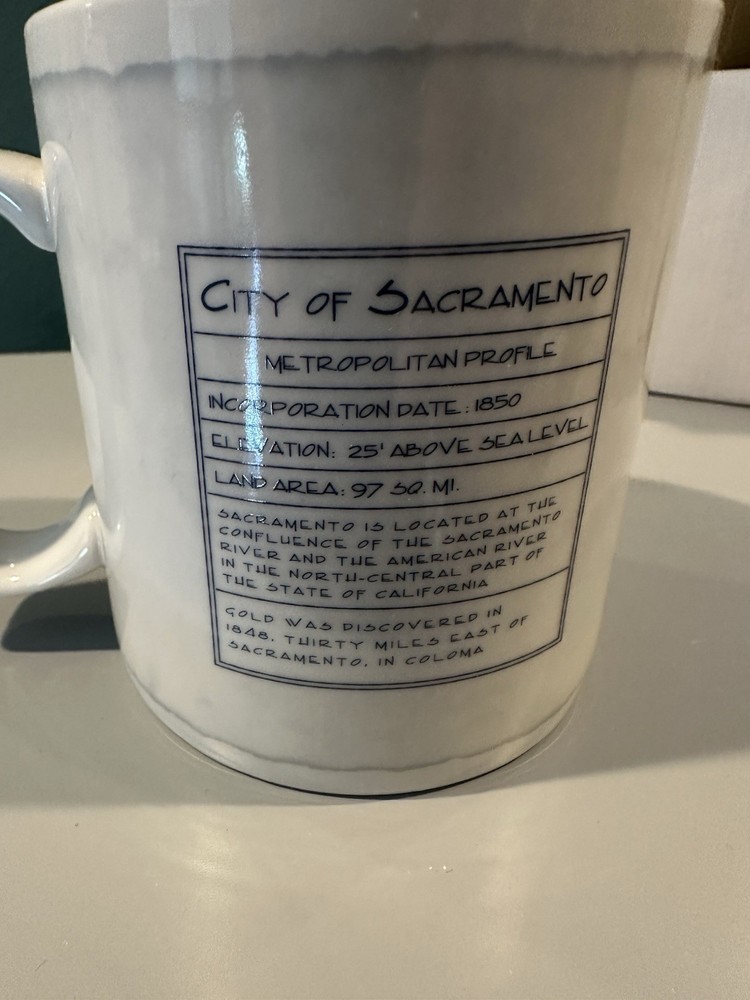 CITY OF SACRAMENTO
METROPOLITAN PROFILE
INCORPORATION DATE: 1850
ELEVATION: 25' ABOVE SEA LEVEL
LAND AREA: 97 SQ. MI.
SACRAMENTO IS LOCATED AT THE
CONFLUENCE OF THE SACRAMENTO
RIVER AND THE AMERICAN RIVER
IN THE NORTH-CENTRAL PART OF
THE STATE OF CALIFORNIA
GOLD WAS DISCOVERED IN
1848, THIRTY MILES EAST OF
SACRAMENTO, IN COLOMA